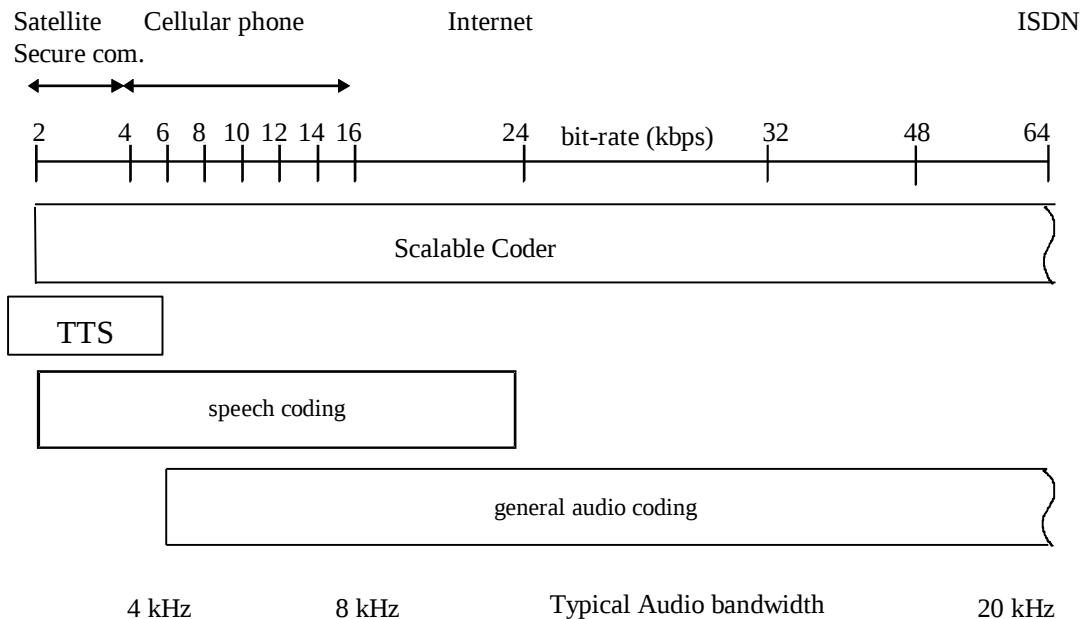 Satellite Cellular phone Internet ISDN
Secure com.
2 4 6 8 10 12 14 16 24 bit-rate (kbps) 32 48 64
Scalable Coder
TTS
speech coding
general audio coding
4 kHz 8 kHz Typical Audio bandwidth 20 kHz